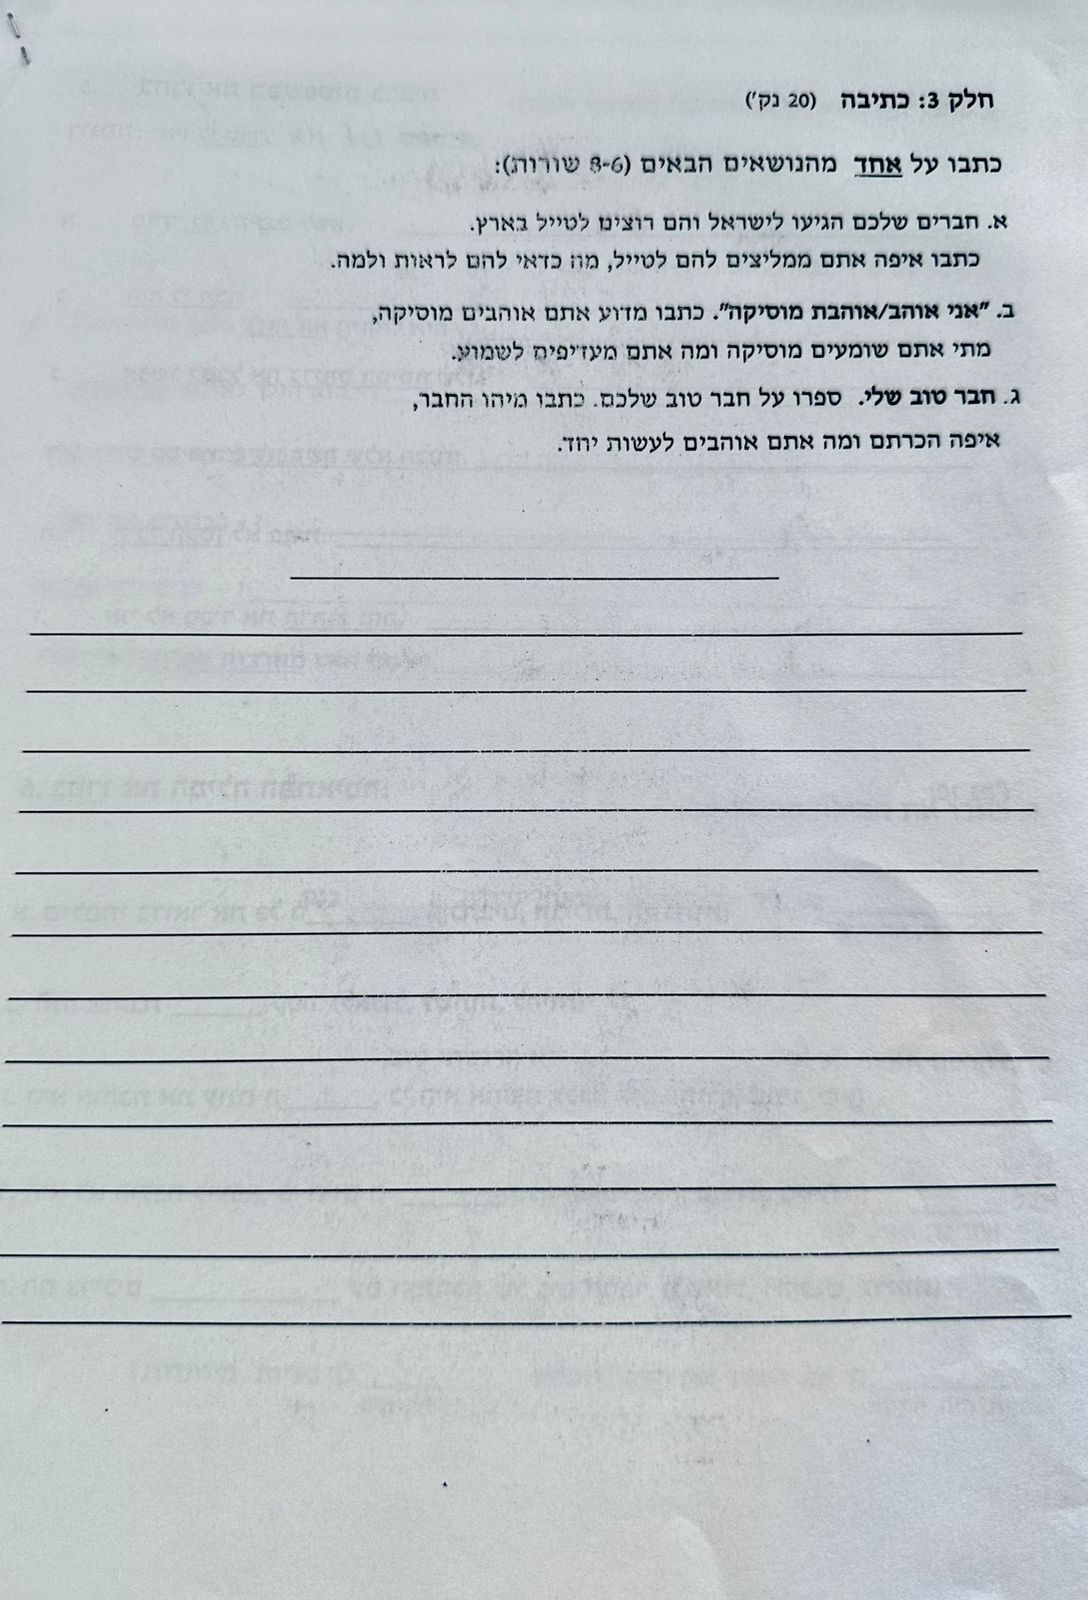 חלק 3: כתיבה (20 נק')
כתבו על אחד מהנושאים הבאים (8-6 שורות):
א. חברים שלכם הגיעו לישראל והם רוצים לטייל בארץ.
כתבו איפה אתם ממליצים להם לטייל, מה כדאי להם לראות ולמה.
ב. "אני אוהב/אוהבת מוסיקה". כתבו מדוע אתם אוהבים מוסיקה,
מתי אתם שומעים מוסיקה ומה אתם מעדיפים לשמוע.
ג. חבר טוב שלי. ספרו על חבר טוב שלכם. כתבו מיהו החבר,
איפה הכרתם ומה אתם אוהבים לעשות יחד.